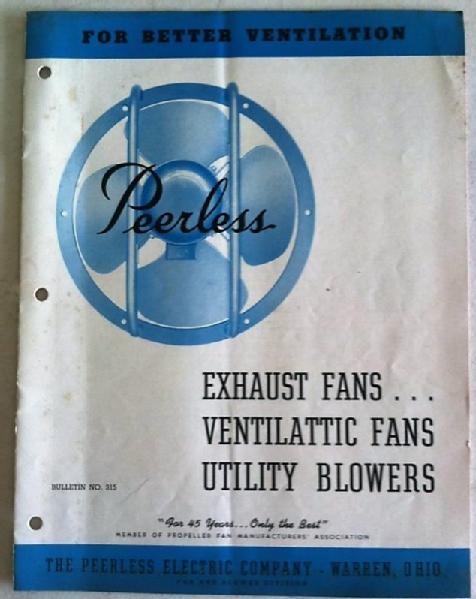 FOR BETTER VENTILATION
Peerless
EXHAUST FANS...
VENTILATTIC FANS
UTILITY BLOWERS
BULLETIN NO. 315
"For 45 Years...Only the Best"
MEMBER OF PROPELLER FAN MANUFACTURERS' ASSOCIATION
THE PEERLESS ELECTRIC COMPANY - WARREN, OHIO
FAN AND BLOWER DIVISION